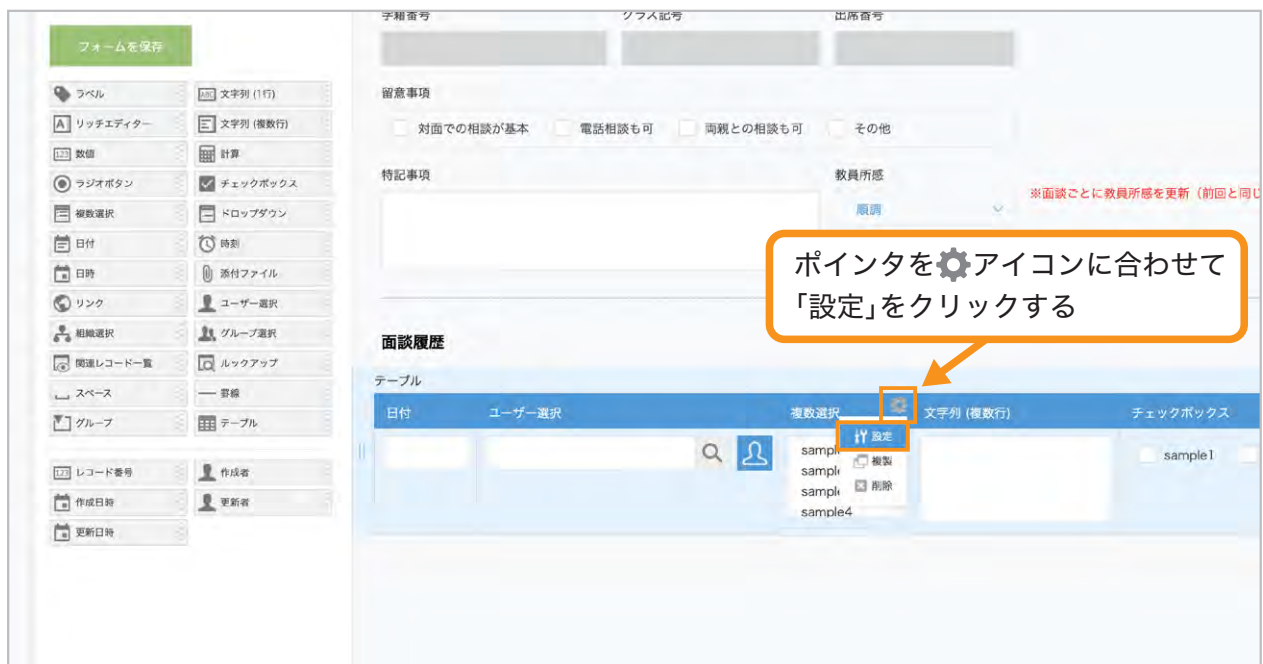 フォームを保存
ラベル
文字列 (1行)
リッチエディター
文字列 (複数行)
数値
計算
ラジオボタン
チェックボックス
複数選択
ドロップダウン
日付
時刻
日時
添付ファイル
リンク
ユーザー選択
組織選択
グループ選択
関連レコード一覧
ルックアップ
スペース
罫線
グループ
テーブル
レコード番号
作成者
作成日時
更新者
更新日時
学籍番号 クラス記号 出席番号
留意事項
対面での相談が基本 電話相談も可 両親との相談も可 その他
特記事項 教員所感
順調
※面談ごとに教員所感を更新（前回と同じ
ポインタを アイコンに合わせて
「設定」をクリックする
面談履歴
テーブル
日付 ユーザー選択 複数選択 文字列 (複数行) チェックボックス
設定
複製
削除
sample4
sample1